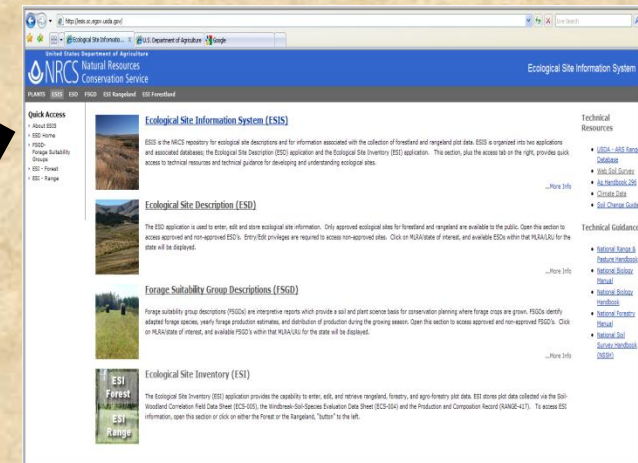 http://esis.sc.egov.usda.gov/
Live Search
Ecological Site Informatio...
U.S. Department of Agriculture
Google
United States Department of Agriculture
NRCS Natural Resources
Conservation Service
Ecological Site Information System
PLANTS ESIS ESD FSGD ESI Rangeland ESI Forestland
Quick Access
About ESIS
ESD Home
FSGD-
Forage Suitability
Groups
ESI - Forest
ESI - Range
Ecological Site Information System (ESIS)
ESIS is the NRCS repository for ecological site descriptions and for information associated with the collection of forestland and rangeland plot data. ESIS is organized into two applications
and associated databases; the Ecological Site Description (ESD) application and the Ecological Site Inventory (ESI) application. This section, plus the access tab on the right, provides quick
access to technical resources and technical guidance for developing and understanding ecological sites.
...More Info
Ecological Site Description (ESD)
The ESD application is used to enter, edit and store ecological site information. Only approved ecological sites for forestland and rangeland are available to the public. Open this section to
access approved and non-approved ESD's. Entry/Edit privileges are required to access non-approved sites. Click on MLRA/state of interest, and available ESDs within that MLRA/LRU for the
state will be displayed.
...More Info
Forage Suitability Group Descriptions (FSGD)
Forage suitability group descriptions (FSGDs) are interpretive reports which provide a soil and plant science basis for conservation planning where forage crops are grown. FSGDs identify
adapted forage species, yearly forage production estimates, and distribution of production during the growing season. Open this section to access approved and non-approved FSGD's. Click
on MLRA/state of interest, and available FSGDs within that MLRA/LRU for the state will be displayed.
...More Info
ESI
Forest
ESI
Range
Ecological Site Inventory (ESI)
The Ecological Site Inventory (ESI) application provides the capability to enter, edit, and retrieve rangeland, forestry, and agro-forestry plot data. ESI stores plot data collected via the Soil-
Woodland Correlation Field Data Sheet (ECS-005), the Windbreak-Soil-Species Evaluation Data Sheet (ECS-004) and the Production and Composition Record (RANGE-417). To access ESI
information, open this section or click on either the Forest or the Rangeland, "button" to the left.
Technical
Resources
USDA - ARS Range
Database
Web Soil Survey
Ag Handbook 296
Climate Data
Soil Change Guide
Technical Guidance
National Range &
Pasture Handbook
National Biology
Manual
National Biology
Handbook
National Forestry
Manual
National Soil
Survey Handbook
(NSSH)